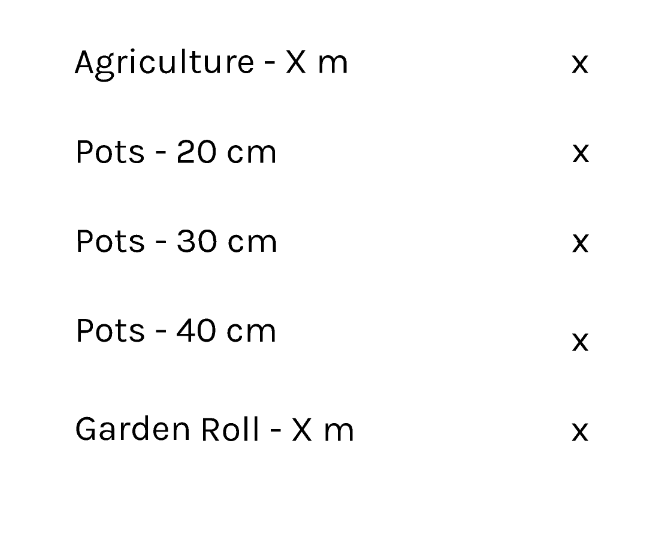 Agriculture - X m x
Pots - 20 cm x
Pots - 30 cm x
Pots - 40 cm x
Garden Roll - X m x